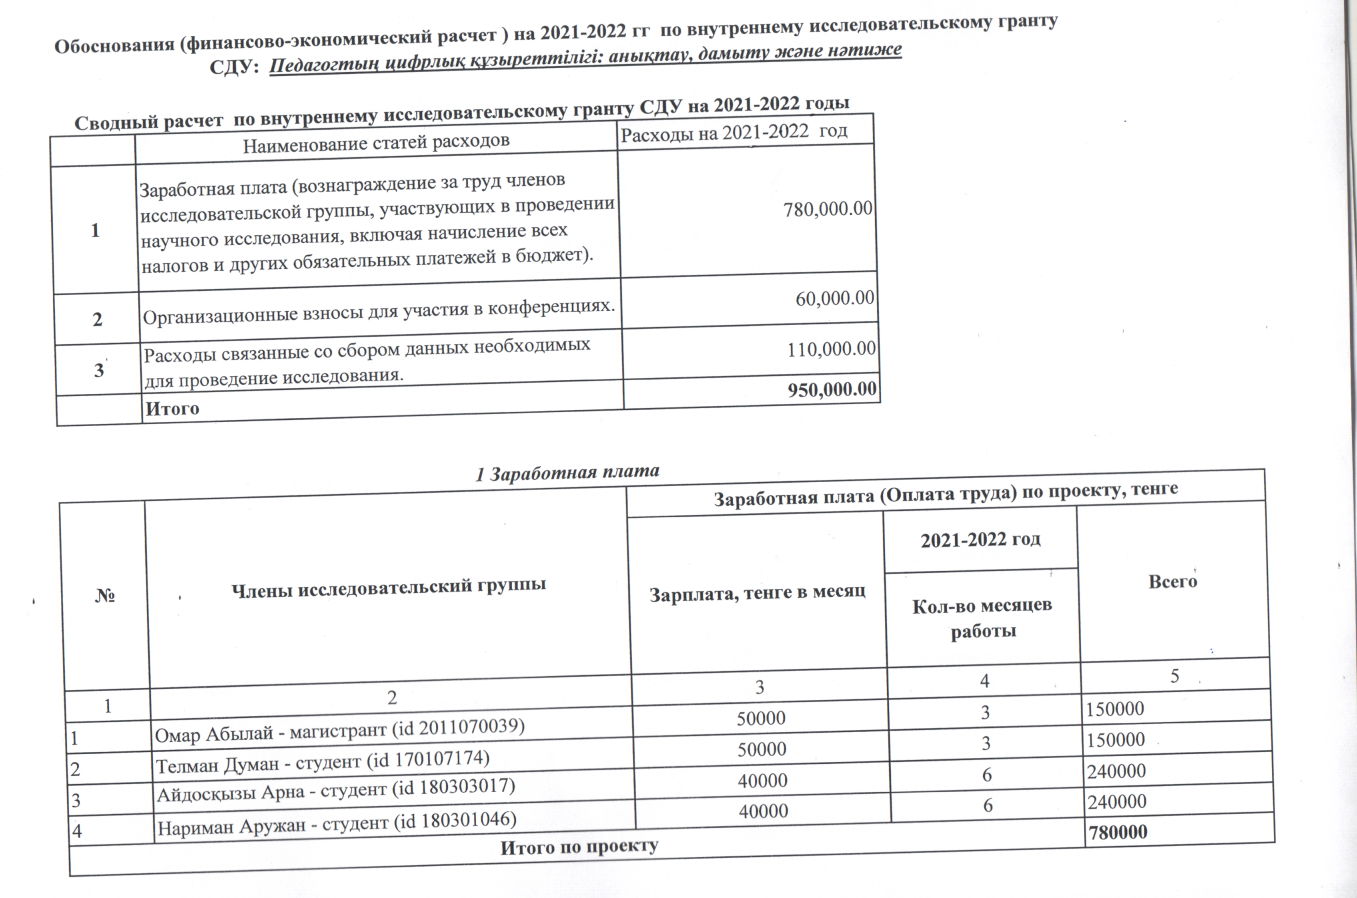 Обоснования (финансово-экономический расчет ) на 2021-2022 гг по внутреннему исследовательскому гранту
СДУ: Педагогтың цифрлық құзыреттілігі: анықтау, дамыту және нәтиже
Сводный расчет по внутреннему исследовательскому гранту СДУ на 2021-2022 годы
Наименование статей расходов Расходы на 2021-2022 год
1 Заработная плата (вознаграждение за труд членов
исследовательской группы, участвующих в проведении
научного исследования, включая начисление всех
налогов и других обязательных платежей в бюджет). 780,000.00
2 Организационные взносы для участия в конференциях. 60,000.00
3 Расходы связанные со сбором данных необходимых
для проведение исследования. 110,000.00
Итого 950,000.00
1 Заработная плата
№ Члены исследовательский группы Заработная плата (Оплата труда) по проекту, тенге
Зарплата, тенге в месяц 2021-2022 год Всего
Кол-во месяцев
работы
1 2 3 4 5
1 Омар Абылай - магистрант (id 2011070039) 50000 3 150000
2 Телман Думан - студент (id 170107174) 50000 3 150000
3 Айдосқызы Арна - студент (id 180303017) 40000 6 240000
4 Нариман Аружан - студент (id 180301046) 40000 6 240000
Итого по проекту 780000